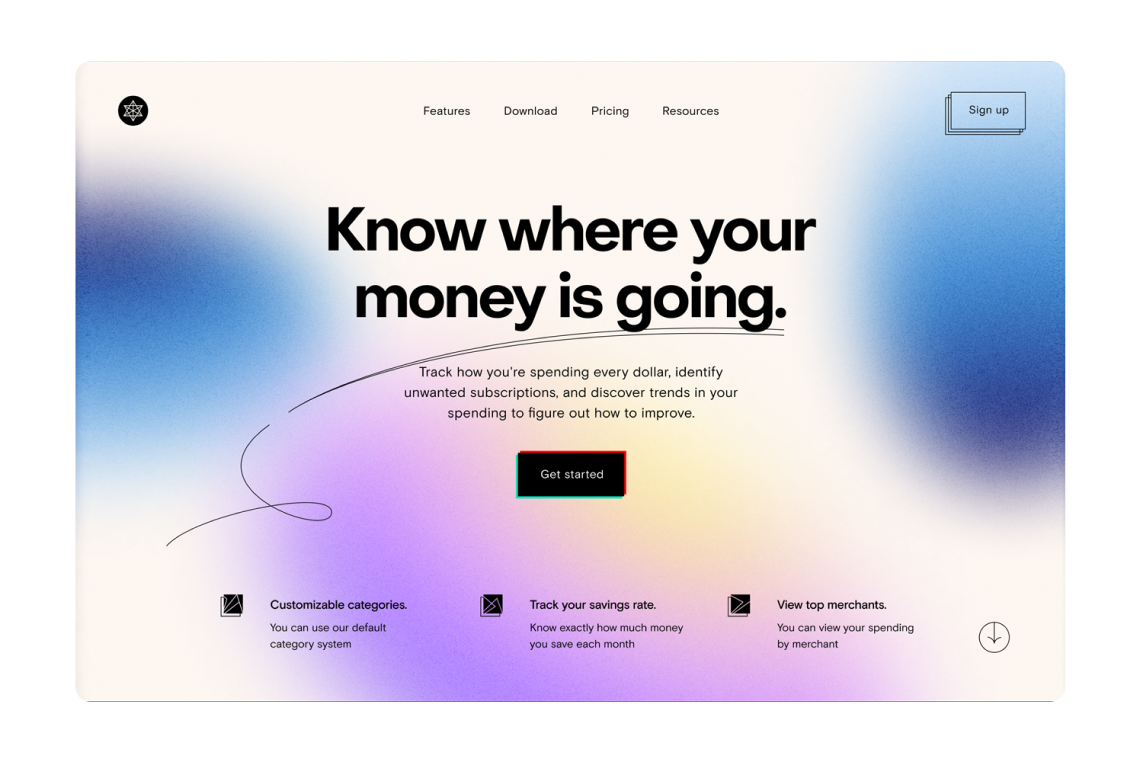 Features Download Pricing Resources
Sign up
Know where your
money is going.
Track how you're spending every dollar, identify
unwanted subscriptions, and discover trends in your
spending to figure out how to improve.
Get started
Customizable categories.
You can use our default
category system
Track your savings rate.
Know exactly how much money
you save each month
View top merchants.
You can view your spending
by merchant